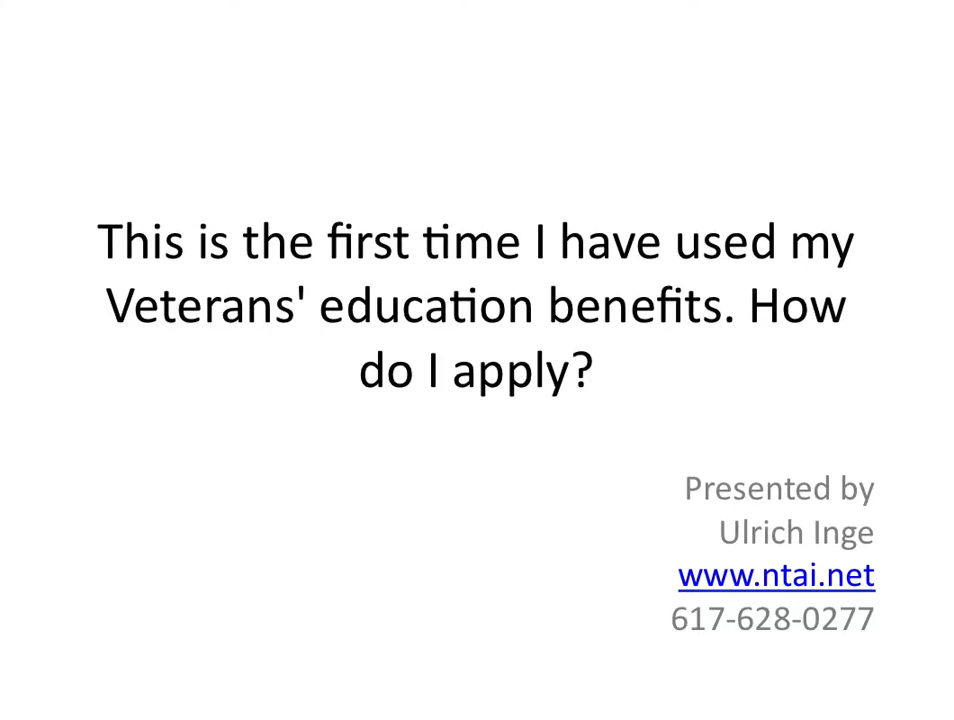 This is the first time I have used my
Veterans' education benefits. How
do I apply?
Presented by
Ulrich Inge
www.ntai.net
617-628-0277